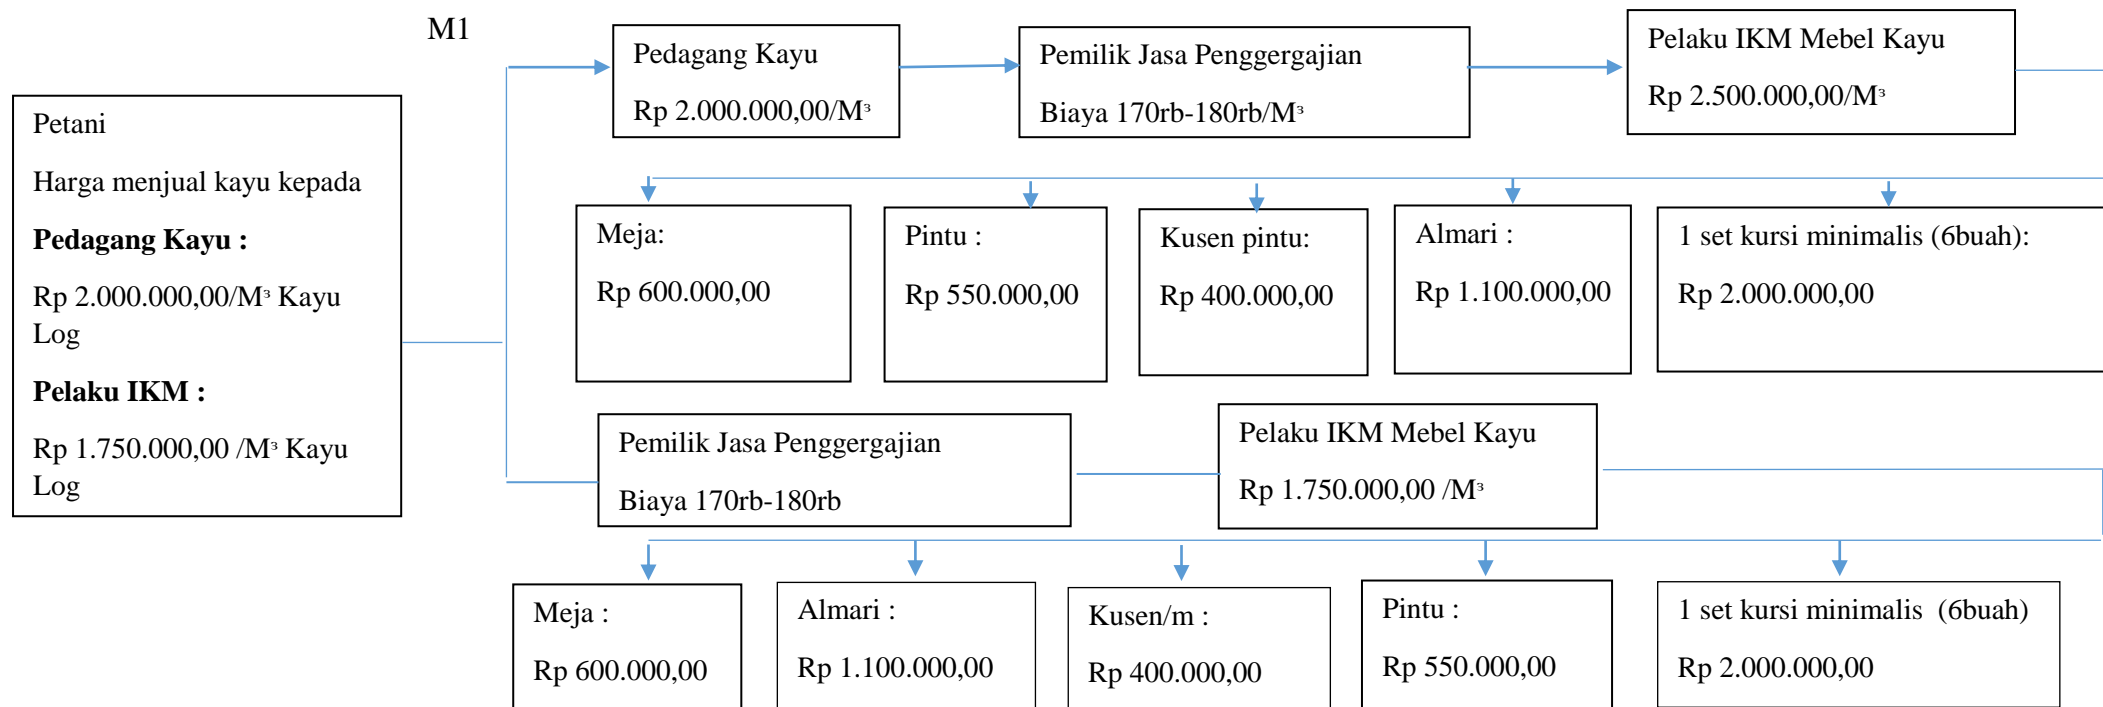 M1
Petani
Harga menjual kayu kepada
Pedagang Kayu :
Rp 2.000.000,00/M³ Kayu
Log
Pelaku IKM :
Rp 1.750.000,00 /M³ Kayu
Log
Pedagang Kayu
Rp 2.000.000,00/M³
Pemilik Jasa Penggergajian
Biaya 170rb-180rb/M³
Pelaku IKM Mebel Kayu
Rp 2.500.000,00/M³
Meja:
Rp 600.000,00
Pintu :
Rp 550.000,00
Kusen pintu:
Rp 400.000,00
Almari :
Rp 1.100.000,00
1 set kursi minimalis (6buah):
Rp 2.000.000,00
Pemilik Jasa Penggergajian
Biaya 170rb-180rb
Pelaku IKM Mebel Kayu
Rp 1.750.000,00 /M³
Meja :
Rp 600.000,00
Almari :
Rp 1.100.000,00
Kusen/m :
Rp 400.000,00
Pintu :
Rp 550.000,00
1 set kursi minimalis (6buah)
Rp 2.000.000,00